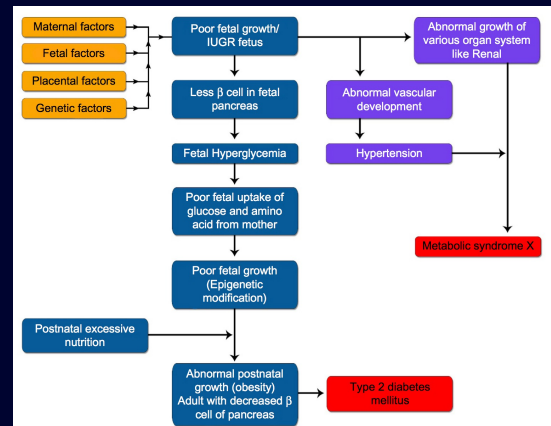 Maternal factors
Fetal factors
Placental factors
Genetic factors
Poor fetal growth/
IUGR fetus
Abnormal growth of
various organ system
like Renal
Less β cell in fetal
pancreas
Abnormal vascular
development
Fetal Hyperglycemia
Hypertension
Poor fetal uptake of
glucose and amino
acid from mother
Metabolic syndrome X
Poor fetal growth
(Epigenetic
modification)
Postnatal excessive
nutrition
Abnormal postnatal
growth (obesity)
Adult with decreased β
cell of pancreas
Type 2 diabetes
mellitus